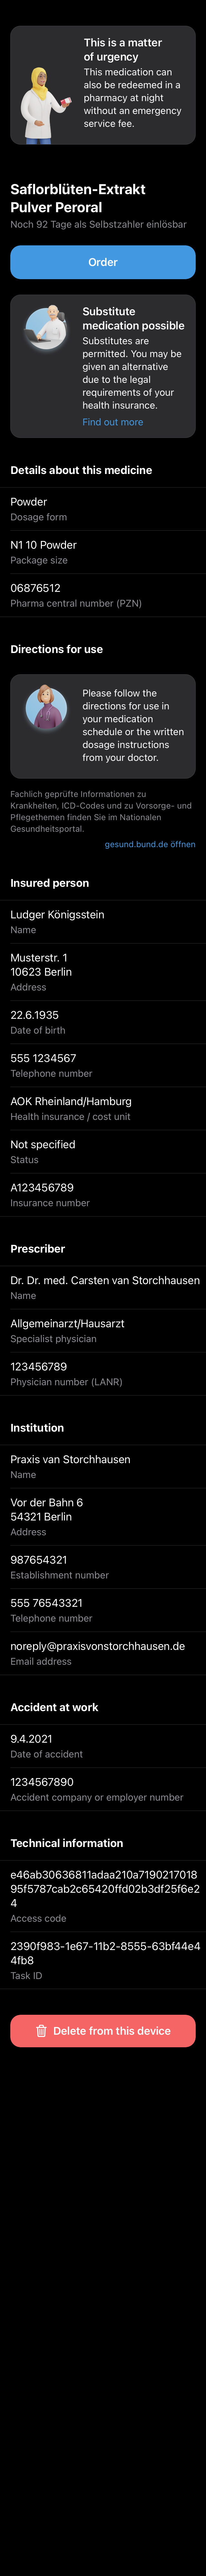 This is a matter
of urgency
This medication can
also be redeemed in a
pharmacy at night
without an emergency
service fee.
Saflorblüten-Extrakt
Pulver Peroral
Noch 92 Tage als Selbstzahler einlösbar
Order
Substitute
medication possible
Substitutes are
permitted. You may be
given an alternative
due to the legal
requirements of your
health insurance.
Find out more
Details about this medicine
Powder
Dosage form
N1 10 Powder
Package size
06876512
Pharma central number (PZN)
Directions for use
Please follow the
directions for use in
your medication
schedule or the written
dosage instructions
from your doctor.
Fachlich geprüfte Informationen zu
Krankheiten, ICD-Codes und zu Vorsorge- und
Pflegethemen finden Sie im Nationalen
Gesundheitsportal.
gesund.bund.de öffnen
Insured person
Ludger Königsstein
Name
Musterstr. 1
10623 Berlin
Address
22.6.1935
Date of birth
555 1234567
Telephone number
AOK Rheinland/Hamburg
Health insurance / cost unit
Not specified
Status
A123456789
Insurance number
Prescriber
Dr. Dr. med. Carsten van Storchhausen
Name
Allgemeinarzt/Hausarzt
Specialist physician
123456789
Physician number (LANR)
Institution
Praxis van Storchhausen
Name
Vor der Bahn 6
54321 Berlin
Address
987654321
Establishment number
555 76543321
Telephone number
noreply@praxisvonstorchhausen.de
Email address
Accident at work
9.4.2021
Date of accident
1234567890
Accident company or employer number
Technical information
e46ab30636811adaa210a7190217018
95f5787cab2c65420ffd02b3df25f6e2
4
Access code
2390f983-1e67-11b2-8555-63bf44e4
4fb8
Task ID
Delete from this device